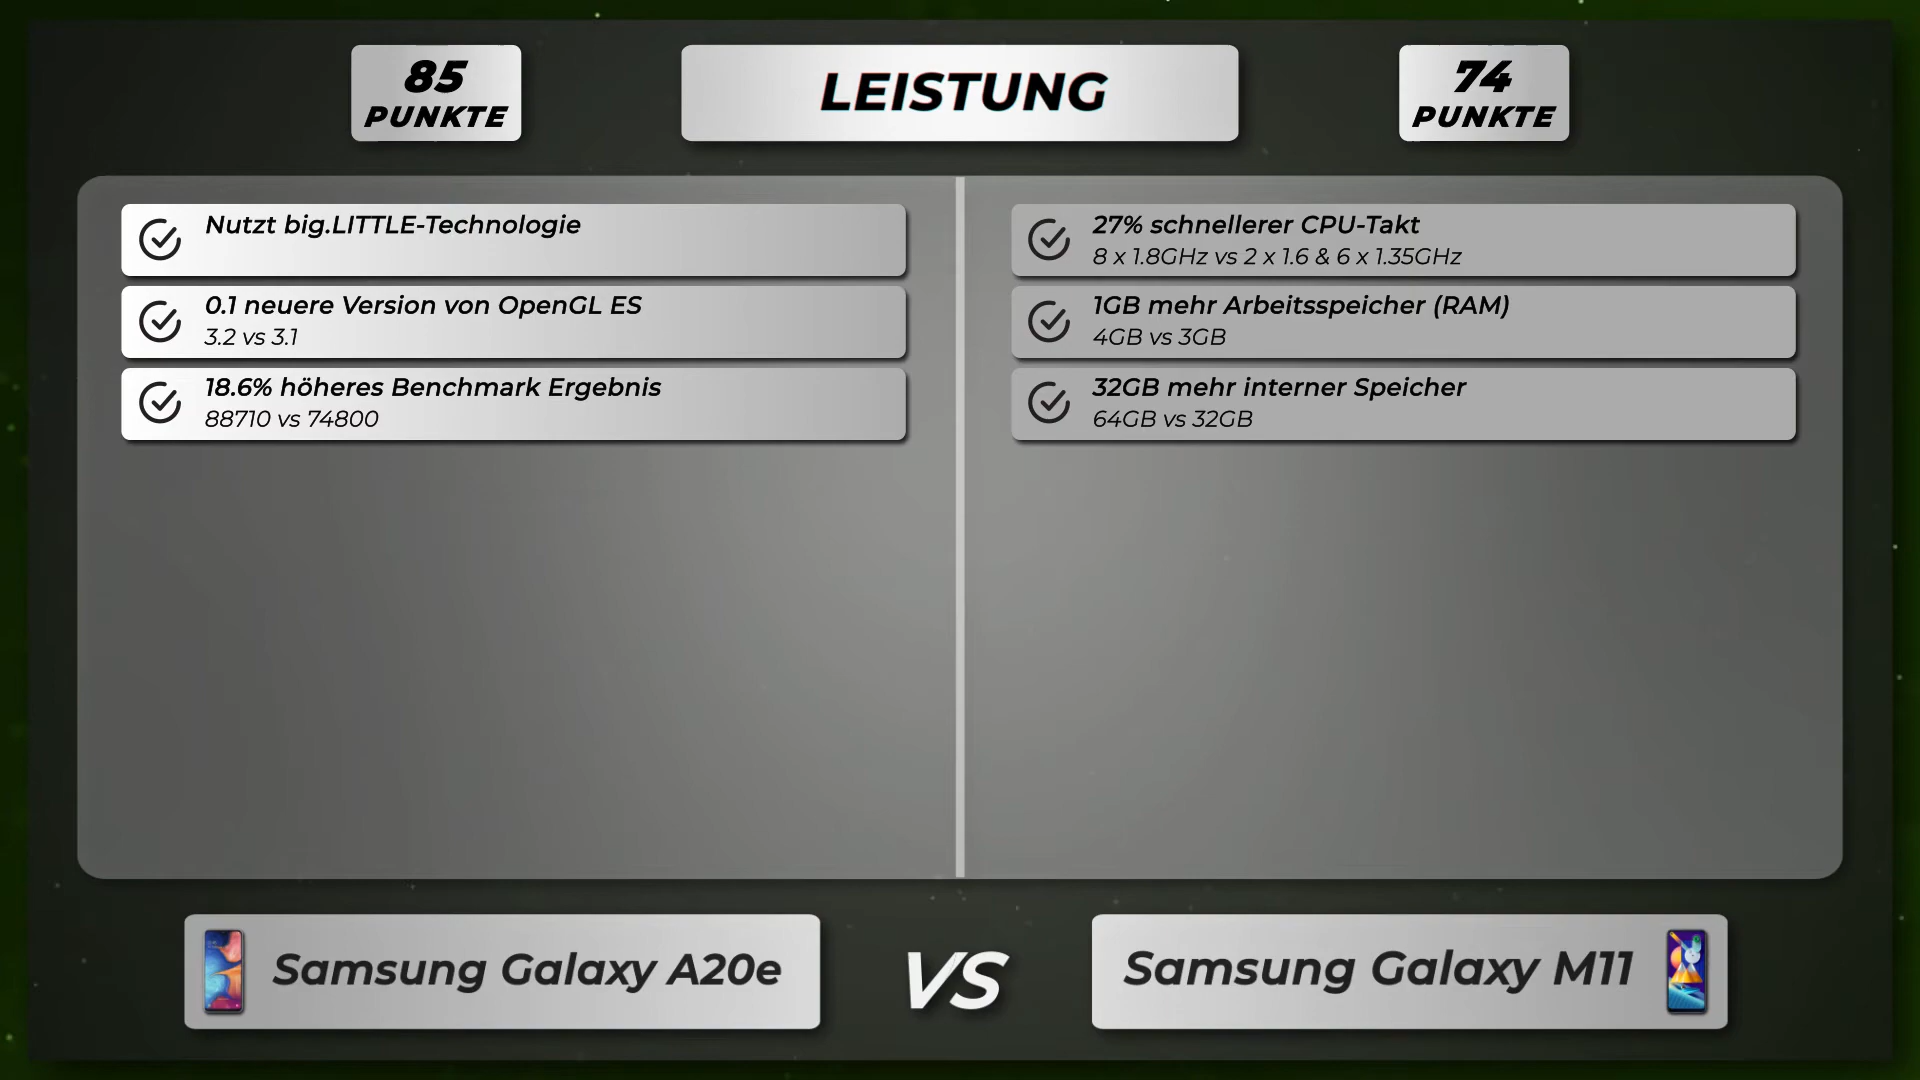 85
PUNKTE
LEISTUNG
74
PUNKTE
Nutzt big.LITTLE-Technologie
0.1 neuere Version von OpenGL ES
3.2 vs 3.1
18.6% höheres Benchmark Ergebnis
88710 vs 74800
27% schnellerer CPU-Takt
8 x 1.8GHz vs 2 x 1.6 & 6 x 1.35GHz
1GB mehr Arbeitsspeicher (RAM)
4GB vs 3GB
32GB mehr interner Speicher
64GB vs 32GB
Samsung Galaxy A20e
VS
Samsung Galaxy M11